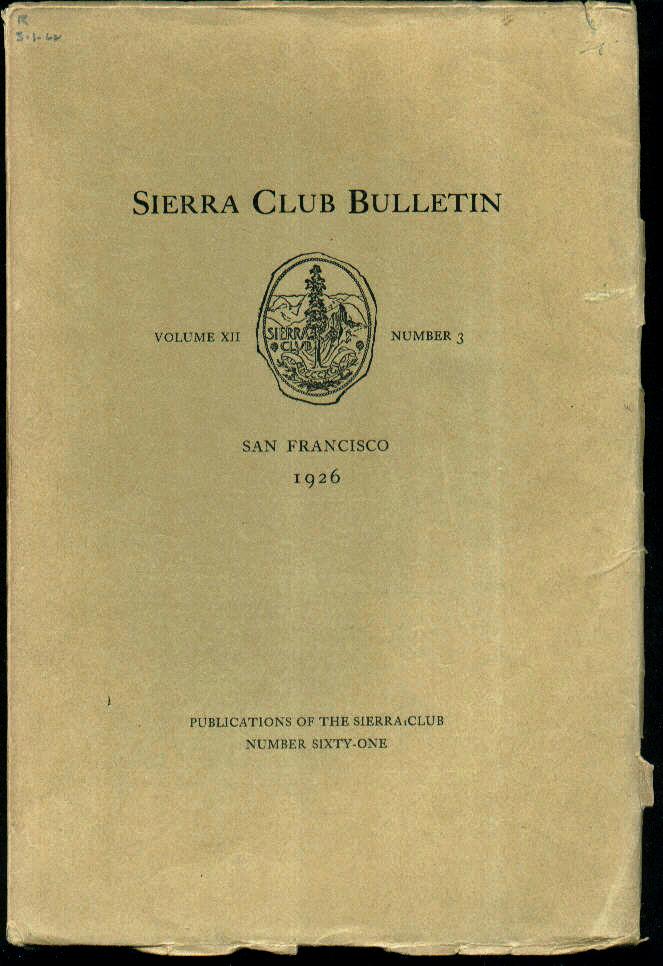 R
SIERRA CLUB BULLETIN
VOLUME XII
SIERRA
CLUB
NUMBER 3
SAN FRANCISCO
1926
PUBLICATIONS OF THE SIERRA CLUB
NUMBER SIXTY-ONE